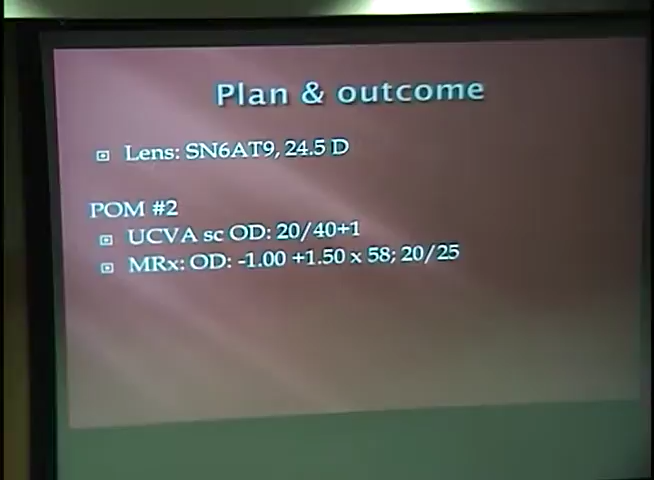 Plan & outcome
Lens: SN6AT9, 24.5 D
POM #2
UCVA sc OD: 20/40+1
MRx: OD: -1.00 +1.50 x 58; 20/25